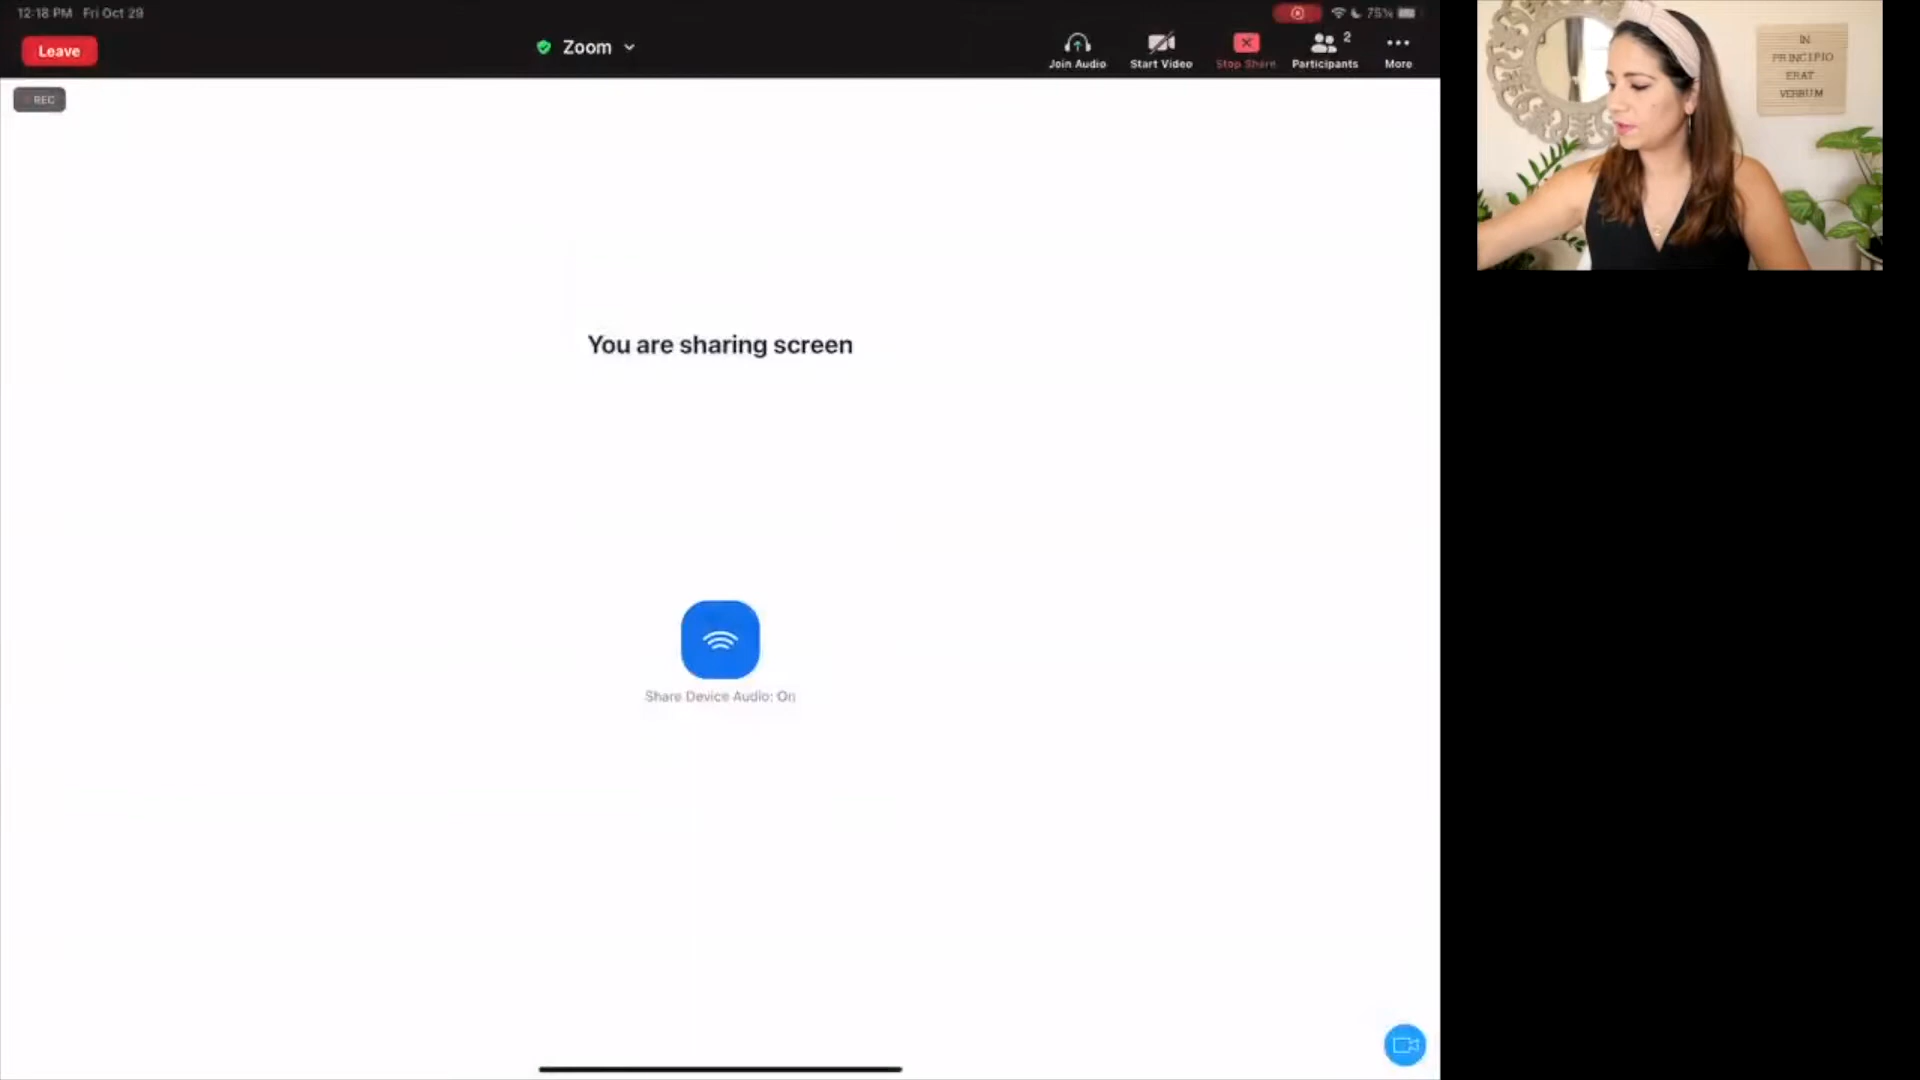 12:18 PM Fri Oct 29
75%
Leave
Zoom
Join Audio
Start Video
Stop Share
Participants
2
More
REC
You are sharing screen
Share Device Audio: On
IN
PRINCIPIO
ERAT
VERBUM